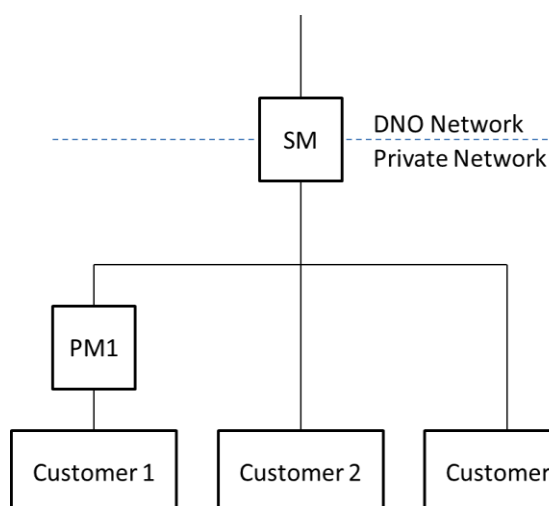 DNO Network
SM
Private Network
PM1
Customer 1
Customer 2
Customer